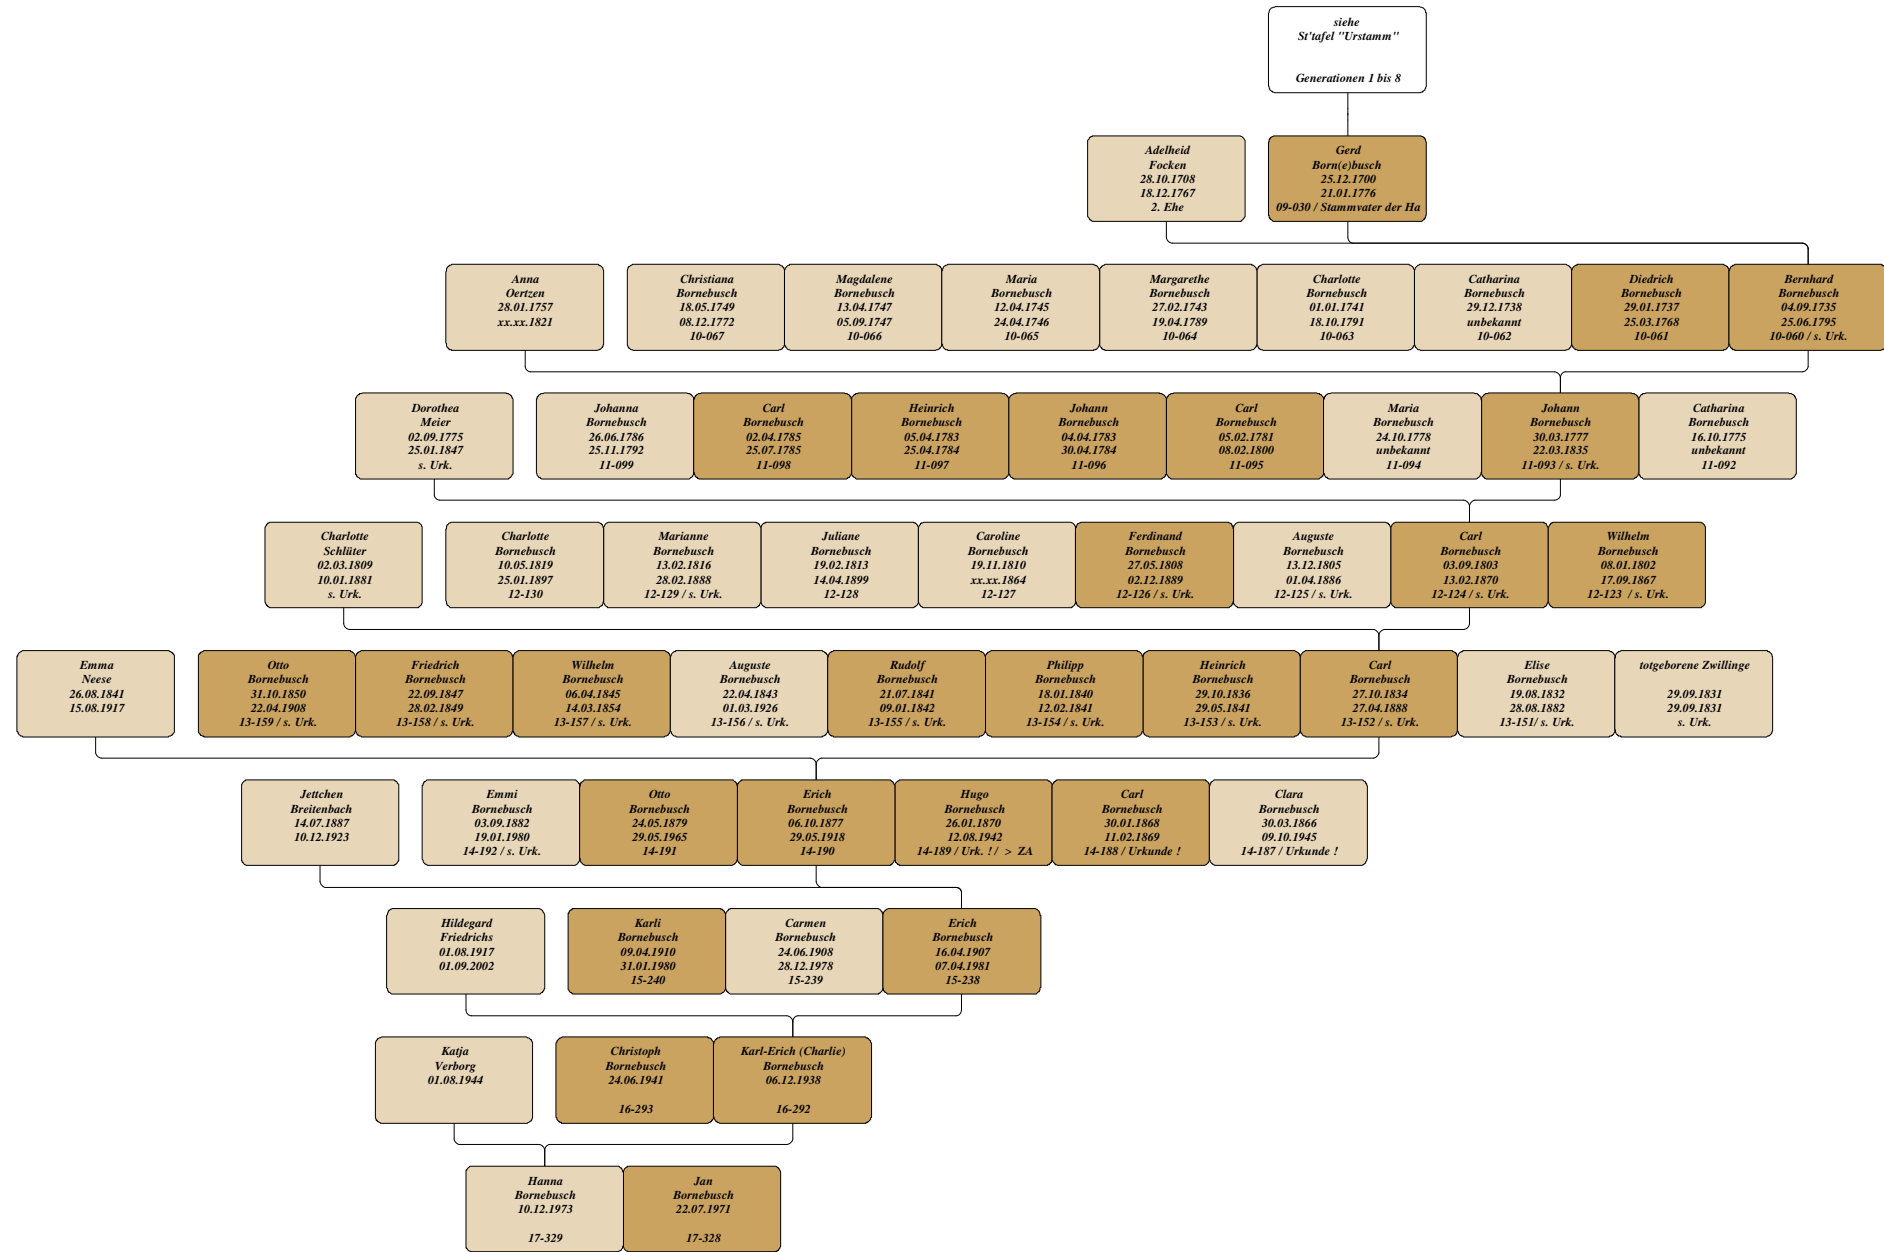 siehe
St'tafel "Urstamm"
Generationen 1 bis 8
Adelheid
Focken
28.10.1708
18.12.1767
2. Ehe
Gerd
Born(e)busch
25.12.1700
21.01.1776
09-030 / Stammvater der Ha
Anna
Oertzen
28.01.1757
xx.xx.1821
Christiana
Bornebusch
18.05.1749
08.12.1772
10-067
Magdalene
Bornebusch
13.04.1747
05.09.1747
10-066
Maria
Bornebusch
12.04.1745
24.04.1746
10-065
Margarethe
Bornebusch
27.02.1743
19.04.1789
10-064
Charlotte
Bornebusch
01.01.1741
18.10.1791
10-063
Catharina
Bornebusch
29.12.1738
unbekannt
10-062
Diedrich
Bornebusch
29.01.1737
25.03.1768
10-061
Bernhard
Bornebusch
04.09.1735
25.06.1795
10-060 / s. Urk.
Dorothea
Meier
02.09.1775
25.01.1847
s. Urk.
Johanna
Bornebusch
26.06.1786
25.11.1792
11-099
Carl
Bornebusch
02.04.1785
25.07.1785
11-098
Heinrich
Bornebusch
05.04.1783
25.04.1784
11-097
Johann
Bornebusch
04.04.1783
30.04.1784
11-096
Carl
Bornebusch
05.02.1781
08.02.1800
11-095
Maria
Bornebusch
24.10.1778
unbekannt
11-094
Johann
Bornebusch
30.03.1777
22.03.1835
11-093 / s. Urk.
Catharina
Bornebusch
16.10.1775
unbekannt
11-092
Charlotte
Schlüter
02.03.1809
10.01.1881
s. Urk.
Charlotte
Bornebusch
10.05.1819
25.01.1897
12-130
Marianne
Bornebusch
13.02.1816
28.02.1888
12-129 / s. Urk.
Juliane
Bornebusch
19.02.1813
14.04.1899
12-128
Caroline
Bornebusch
19.11.1810
xx.xx.1864
12-127
Ferdinand
Bornebusch
27.05.1808
02.12.1889
12-126 / s. Urk.
Auguste
Bornebusch
13.12.1805
01.04.1886
12-125 / s. Urk.
Carl
Bornebusch
03.09.1803
13.02.1870
12-124 / s. Urk.
Wilhelm
Bornebusch
08.01.1802
17.09.1867
12-123 / s. Urk.
Emma
Neese
26.08.1841
15.08.1917
Otto
Bornebusch
31.10.1850
22.04.1908
13-159 / s. Urk.
Friedrich
Bornebusch
22.09.1847
28.02.1849
13-158 / s. Urk.
Wilhelm
Bornebusch
06.04.1845
14.03.1854
13-157 / s. Urk.
Auguste
Bornebusch
22.04.1843
01.03.1926
13-156 / s. Urk.
Rudolf
Bornebusch
21.07.1841
09.01.1842
13-155 / s. Urk.
Philipp
Bornebusch
18.01.1840
12.02.1841
13-154 / s. Urk.
Heinrich
Bornebusch
29.10.1836
29.05.1841
13-153 / s. Urk.
Carl
Bornebusch
27.10.1834
27.04.1888
13-152 / s. Urk.
Elise
Bornebusch
19.08.1832
28.08.1882
13-151/ s. Urk.
totgeborene Zwillinge
29.09.1831
29.09.1831
s. Urk.
Jettchen
Breitenbach
14.07.1887
10.12.1923
Emmi
Bornebusch
03.09.1882
19.01.1980
14-192 / s. Urk.
Otto
Bornebusch
24.05.1879
29.05.1965
14-191
Erich
Bornebusch
06.10.1877
29.05.1918
14-190
Hugo
Bornebusch
26.01.1870
12.08.1942
14-189 / Urk. ! / > ZA
Carl
Bornebusch
30.01.1868
11.02.1869
14-188 / Urkunde !
Clara
Bornebusch
30.03.1866
09.10.1945
14-187 / Urkunde !
Hildegard
Friedrichs
01.08.1917
01.09.2002
Karli
Bornebusch
09.04.1910
31.01.1980
15-240
Carmen
Bornebusch
24.06.1908
28.12.1978
15-239
Erich
Bornebusch
16.04.1907
07.04.1981
15-238
Katja
Verborg
01.08.1944
Christoph
Bornebusch
24.06.1941
16-293
Karl-Erich (Charlie)
Bornebusch
06.12.1938
16-292
Hanna
Bornebusch
10.12.1973
17-329
Jan
Bornebusch
22.07.1971
17-328